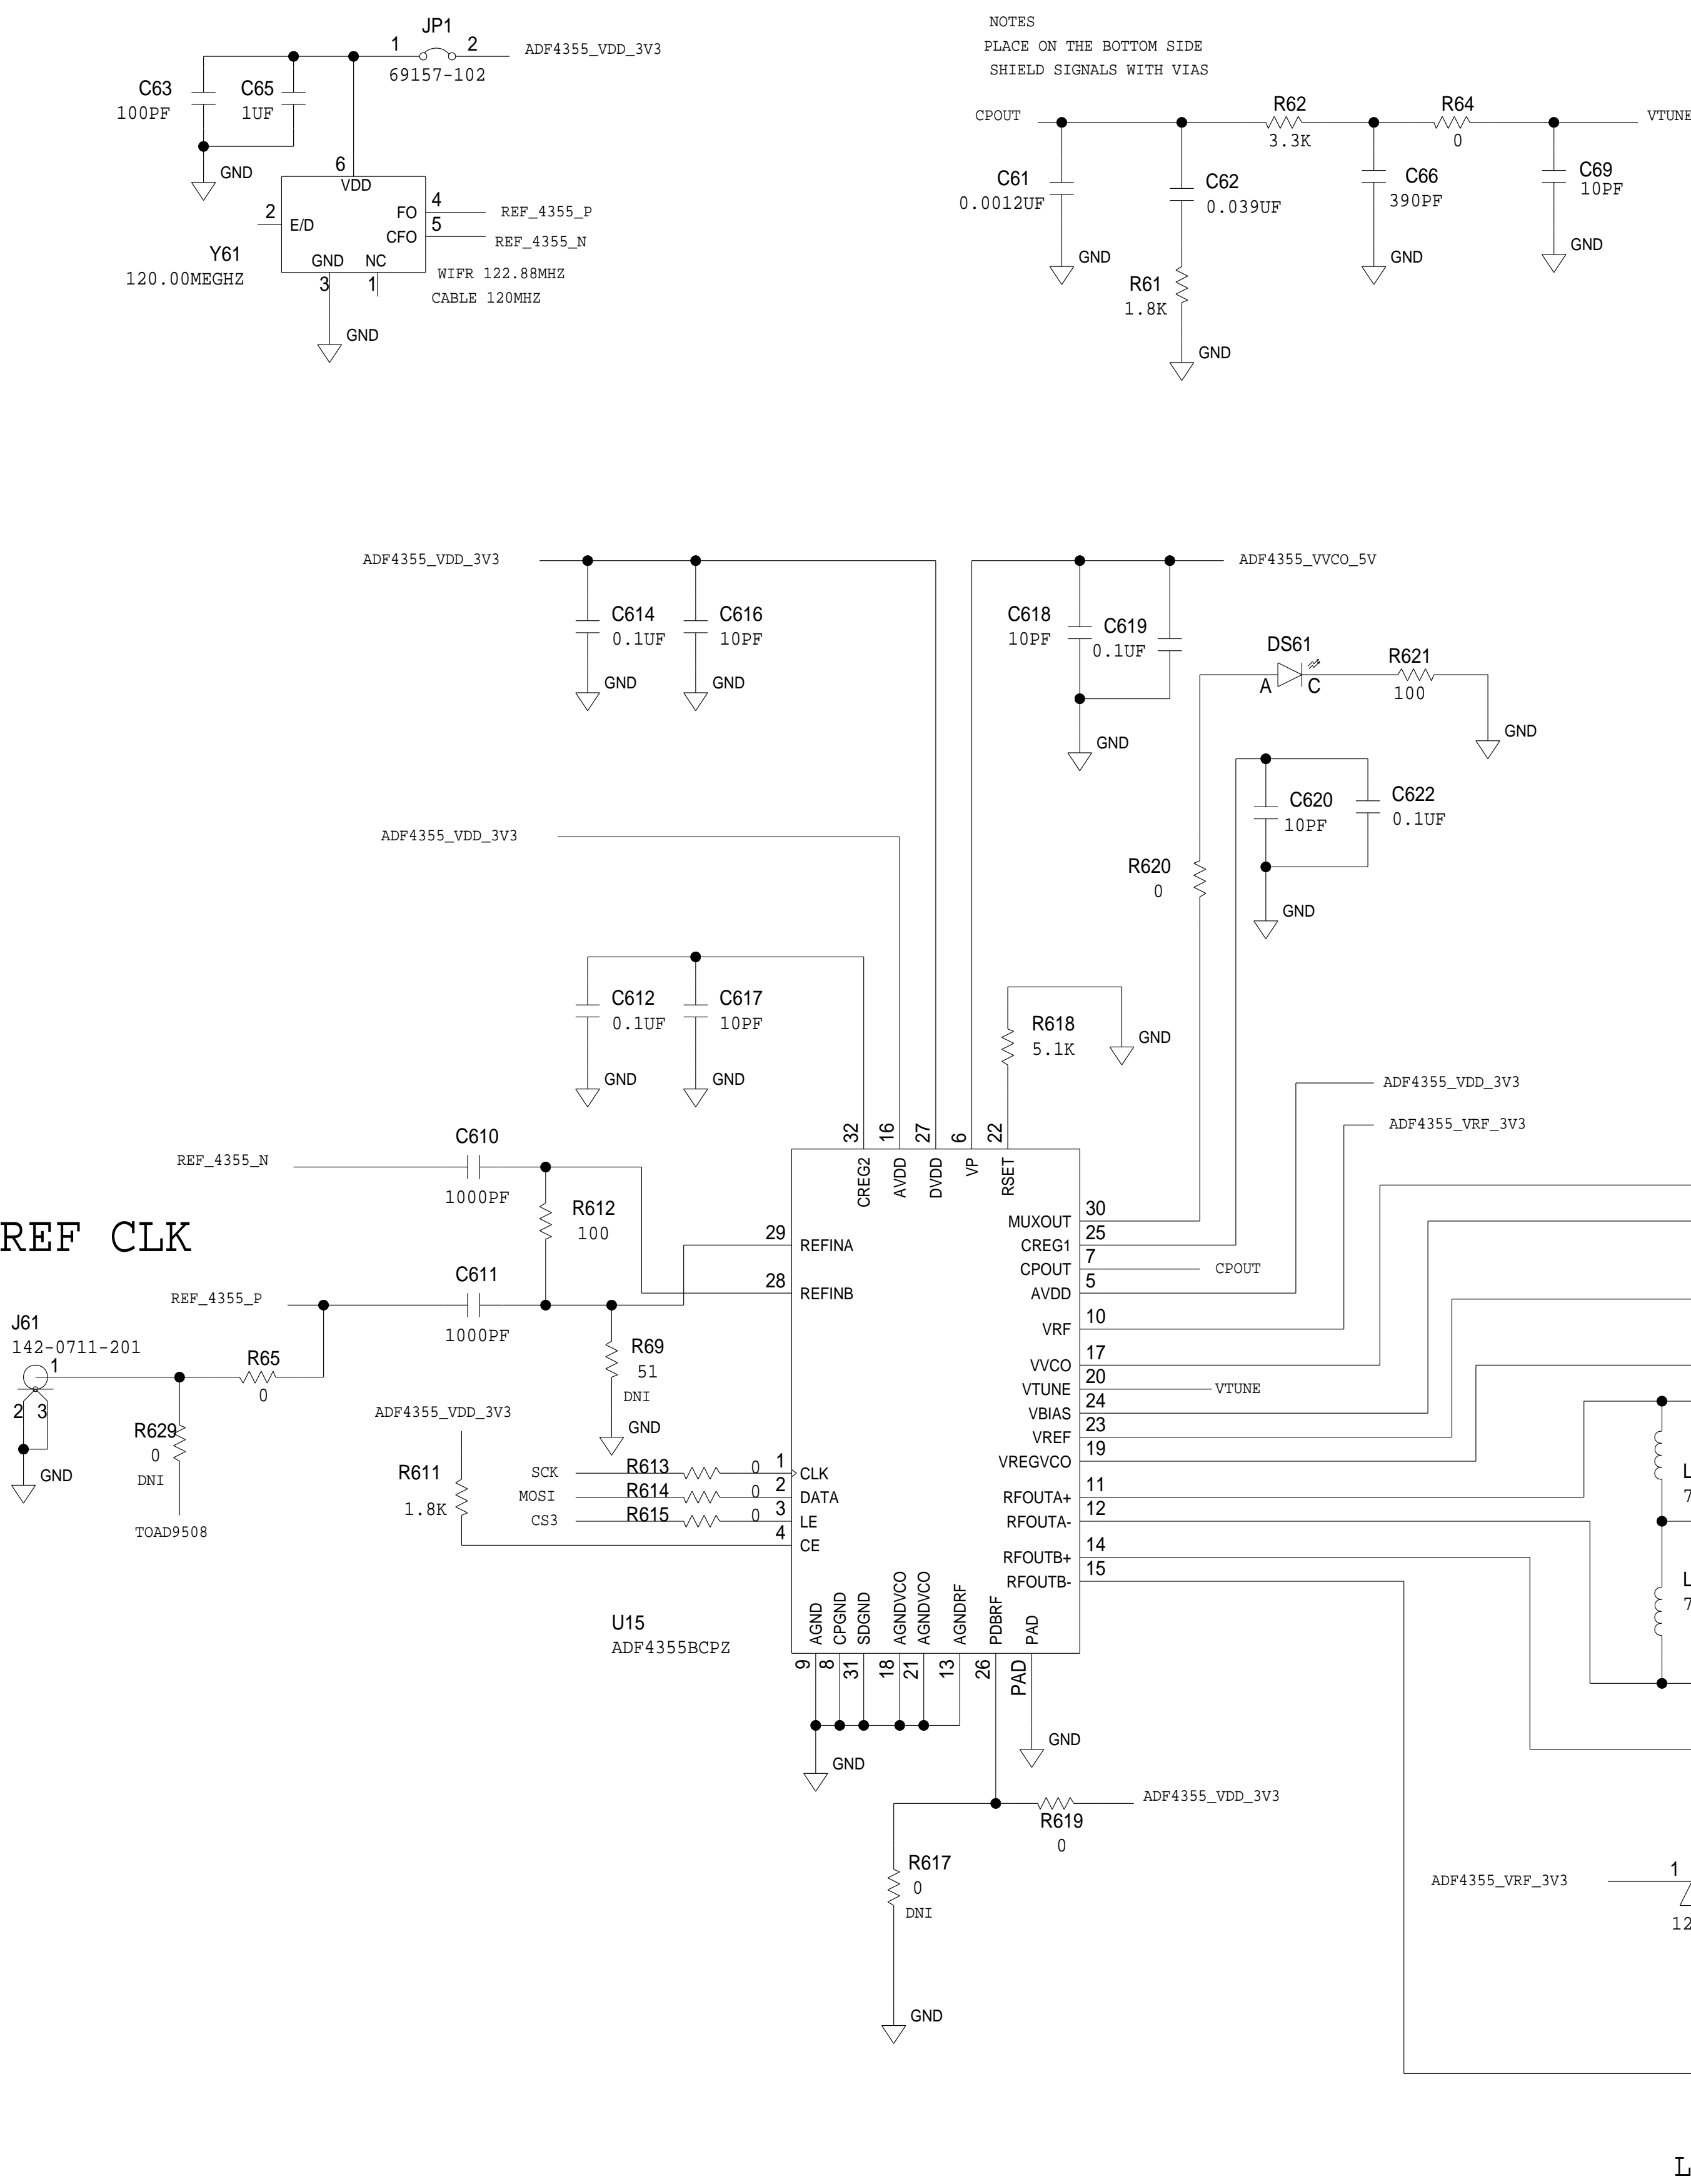 NOTES
PLACE ON THE BOTTOM SIDE
SHIELD SIGNALS WITH VIAS
JP1
1 2
69157-102
ADF4355_VDD_3V3
C63
100PF
C65
1UF
GND
6
VDD
2
E/D
FO
4
REF_4355_P
CFO
5
REF_4355_N
GND NC
3 1
Y61
120.00MEGHZ
WIFR 122.88MHZ
CABLE 120MHZ
GND
CPOUT
R62
3.3K
R64
0
VTUNE
C61
0.0012UF
C62
0.039UF
C66
390PF
C69
10PF
GND
R61
1.8K
GND
GND
GND
ADF4355_VDD_3V3
C614
0.1UF
C616
10PF
GND
GND
ADF4355_VVCO_5V
C618
10PF
C619
0.1UF
GND
DS61
A C
R621
100
GND
C620
10PF
C622
0.1UF
GND
ADF4355_VDD_3V3
R620
0
C612
0.1UF
C617
10PF
GND
GND
R618
5.1K
GND
ADF4355_VDD_3V3
ADF4355_VRF_3V3
REF_4355_N
C610
1000PF
R612
100
REF CLK
REF_4355_P
C611
1000PF
J61
142-0711-201
1
2 3
GND
R65
0
R629
0
DNI
TOAD9508
R69
51
DNI
GND
ADF4355_VDD_3V3
R611
1.8K
SCK R613 0
MOSI R614 0
CS3 R615 0
32 16 27 6 22
CREG2 AVDD DVDD VP RSET
29 REFINA
28 REFINB
1 CLK
2 DATA
3 LE
4 CE
MUXOUT 30
CREG1 25
CPOUT 7 CPOUT
AVDD 5
VRF 10
VVCO 17
VTUNE 20 VTUNE
VBIAS 24
VREF 23
VREGVCO 19
RFOUTA+ 11
RFOUTA- 12
RFOUTB+ 14
RFOUTB- 15
AGND CPGND SDGND AGNDVCO AGNDVCO AGNDRF PDBRF PAD
9 8 31 18 21 13 26 PAD
U15
ADF4355BCPZ
GND
GND
R619
0
ADF4355_VDD_3V3
R617
0
DNI
GND
L
7
L
7
ADF4355_VRF_3V3
1
12
L